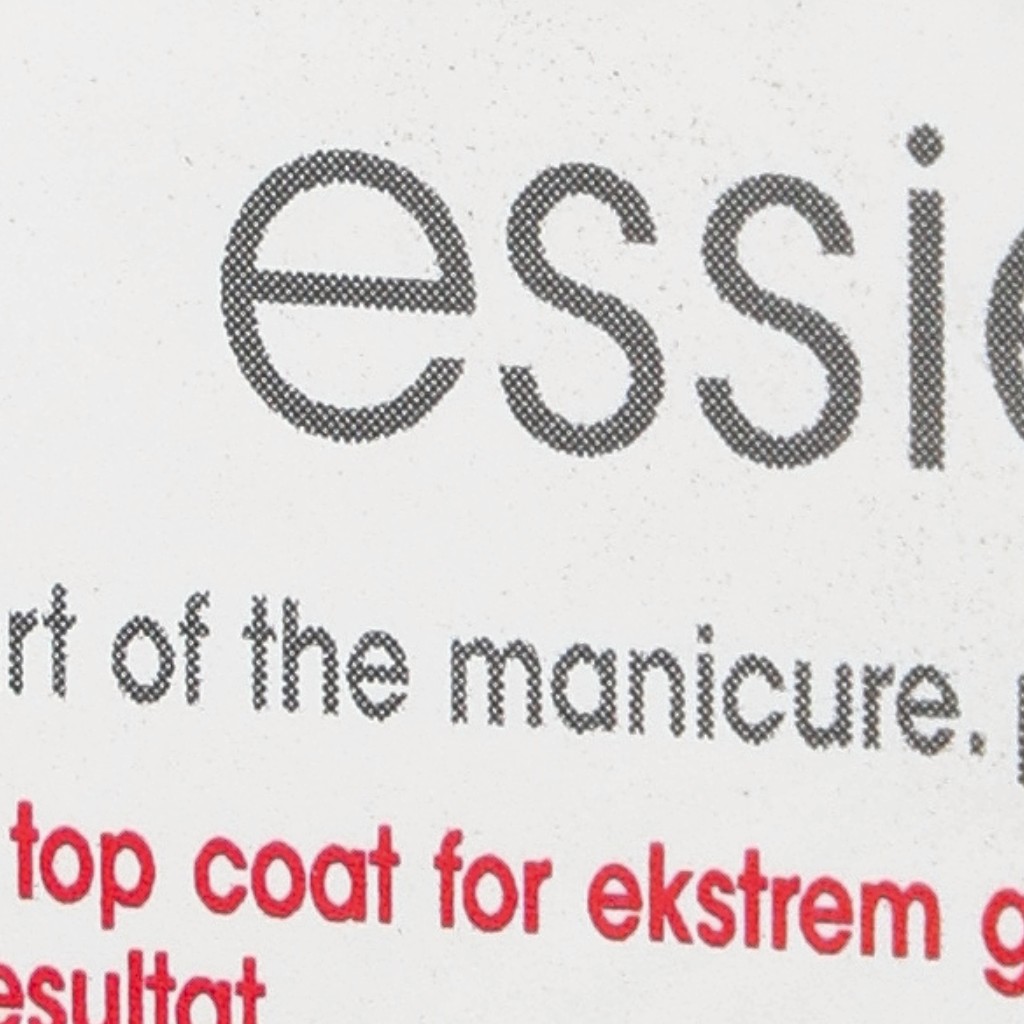 essie
rt of the manicure.
top coat for ekstrem g
esultat